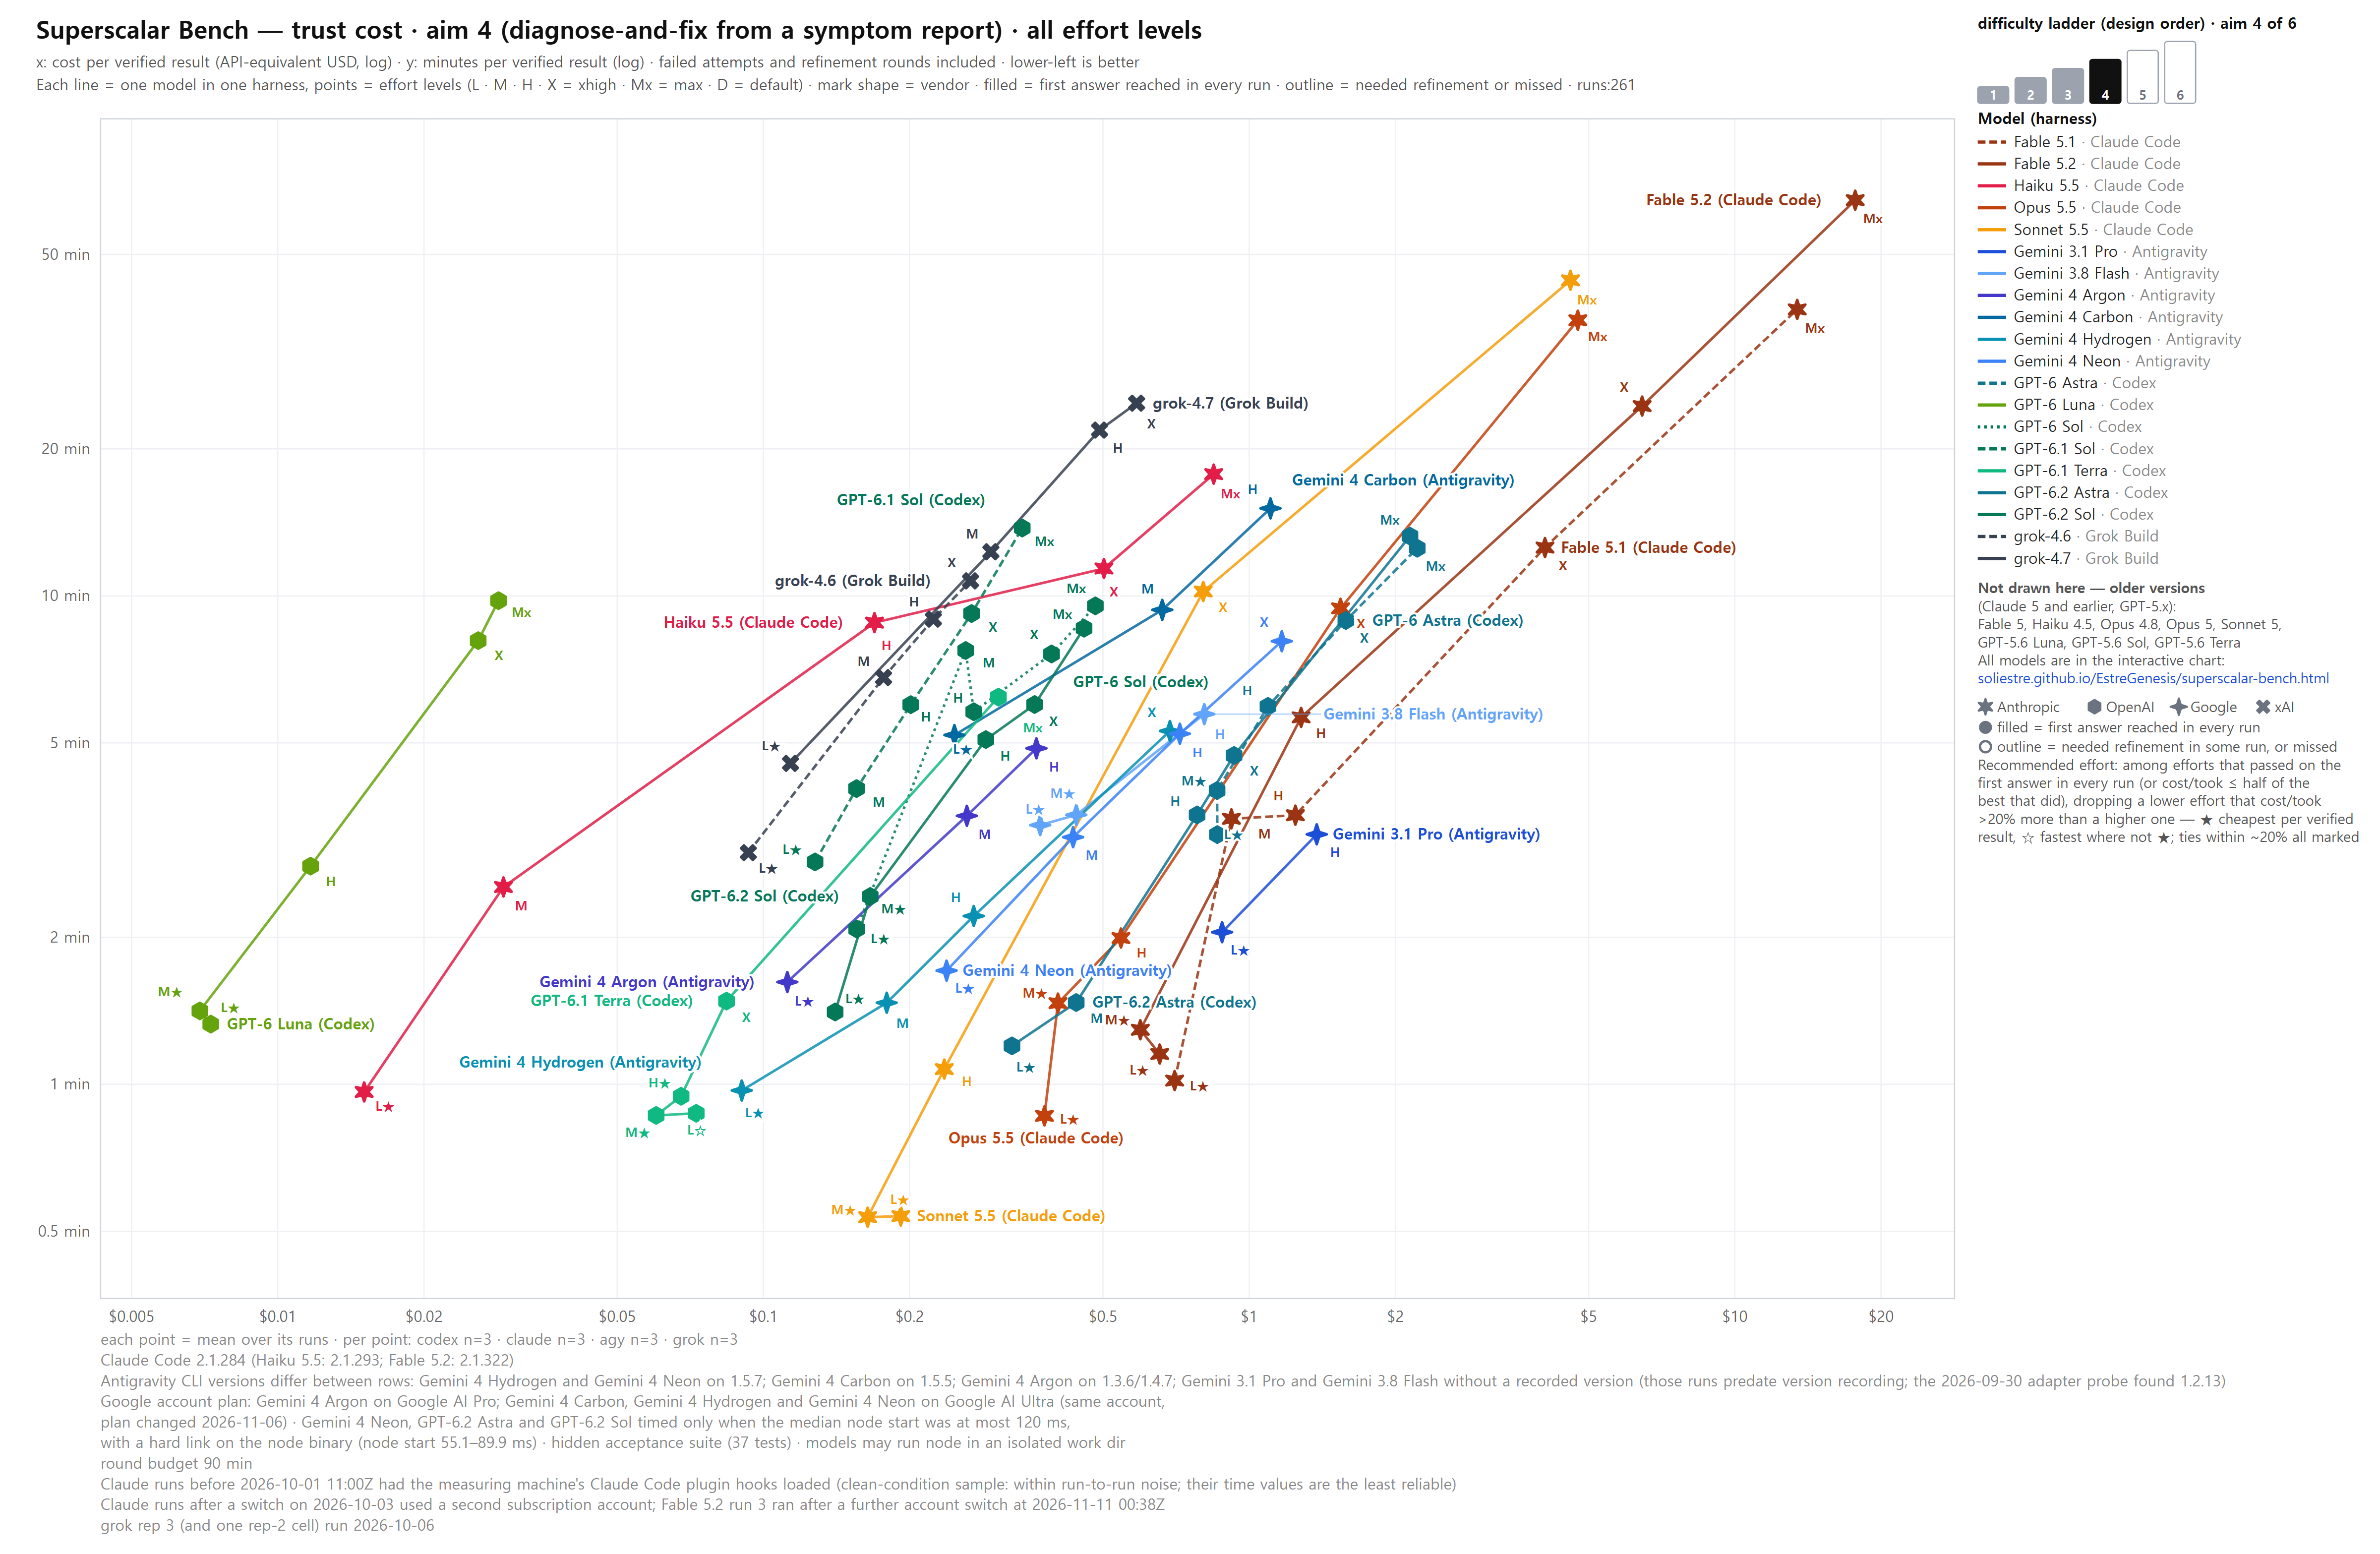 Superscalar Bench — trust cost · aim 4 (diagnose-and-fix from a symptom report) · all effort levels
x: cost per verified result (API-equivalent USD, log) · y: minutes per verified result (log) · failed attempts and refinement rounds included · lower-left is better
Each line = one model in one harness, points = effort levels (L · M · H · X = xhigh · Mx = max · D = default) · mark shape = vendor · filled = first answer reached in every run · outline = needed refinement or missed · runs:261
difficulty ladder (design order) · aim 4 of 6
1 2 3 4 5 6
Model (harness)
Fable 5.1 · Claude Code
Fable 5.2 · Claude Code
Haiku 5.5 · Claude Code
Opus 5.5 · Claude Code
Sonnet 5.5 · Claude Code
Gemini 3.1 Pro · Antigravity
Gemini 3.8 Flash · Antigravity
Gemini 4 Argon · Antigravity
Gemini 4 Carbon · Antigravity
Gemini 4 Hydrogen · Antigravity
Gemini 4 Neon · Antigravity
GPT-6 Astra · Codex
GPT-6 Luna · Codex
GPT-6 Sol · Codex
GPT-6.1 Sol · Codex
GPT-6.1 Terra · Codex
GPT-6.2 Astra · Codex
GPT-6.2 Sol · Codex
grok-4.6 · Grok Build
grok-4.7 · Grok Build
Not drawn here — older versions
(Claude 5 and earlier, GPT-5.x):
Fable 5, Haiku 4.5, Opus 4.8, Opus 5, Sonnet 5,
GPT-5.6 Luna, GPT-5.6 Sol, GPT-5.6 Terra
All models are in the interactive chart:
soliestre.github.io/EstreGenesis/superscalar-bench.html
Anthropic OpenAI Google xAI
filled = first answer reached in every run
outline = needed refinement in some run, or missed
Recommended effort: among efforts that passed on the
first answer in every run (or cost/took ≤ half of the
best that did), dropping a lower effort that cost/took
>20% more than a higher one — ★ cheapest per verified
result, ☆ fastest where not ★; ties within ~20% all marked
50 min
20 min
10 min
5 min
2 min
1 min
0.5 min
Fable 5.2 (Claude Code)
Mx
Mx
Mx
Mx
X
grok-4.7 (Grok Build)
X
H
Gemini 4 Carbon (Antigravity)
Mx
H
GPT-6.1 Sol (Codex)
M
Mx
Mx
Fable 5.1 (Claude Code)
X
Mx
X
grok-4.6 (Grok Build)
Mx
X
M
H
Mx
X
X
Haiku 5.5 (Claude Code)
H
X
X
X
GPT-6 Astra (Codex)
X
X
M
M
GPT-6 Sol (Codex)
H
H
H
X
X
Mx
Gemini 3.8 Flash (Antigravity)
H
H
L★
L★
H
H
H
X
M★
M★
H
H
M
L★
M
M
L★
M
Gemini 3.1 Pro (Antigravity)
H
L★
L★
M
H
M
GPT-6.2 Sol (Codex)
H
M★
L★
H
L★
Gemini 4 Neon (Antigravity)
Gemini 4 Argon (Antigravity)
L★
L★
M★
M★
L★
L★
GPT-6.1 Terra (Codex)
GPT-6.2 Astra (Codex)
X
M
M
M★
GPT-6 Luna (Codex)
Gemini 4 Hydrogen (Antigravity)
L★
L★
H★
H
L★
L★
L★
L★
M★
L☆
Opus 5.5 (Claude Code)
L★
M★
Sonnet 5.5 (Claude Code)
$0.005 $0.01 $0.02 $0.05 $0.1 $0.2 $0.5 $1 $2 $5 $10 $20
each point = mean over its runs · per point: codex n=3 · claude n=3 · agy n=3 · grok n=3
Claude Code 2.1.284 (Haiku 5.5: 2.1.293; Fable 5.2: 2.1.322)
Antigravity CLI versions differ between rows: Gemini 4 Hydrogen and Gemini 4 Neon on 1.5.7; Gemini 4 Carbon on 1.5.5; Gemini 4 Argon on 1.3.6/1.4.7; Gemini 3.1 Pro and Gemini 3.8 Flash without a recorded version (those runs predate version recording; the 2026-09-30 adapter probe found 1.2.13)
Google account plan: Gemini 4 Argon on Google AI Pro; Gemini 4 Carbon, Gemini 4 Hydrogen and Gemini 4 Neon on Google AI Ultra (same account,
plan changed 2026-11-06) · Gemini 4 Neon, GPT-6.2 Astra and GPT-6.2 Sol timed only when the median node start was at most 120 ms,
with a hard link on the node binary (node start 55.1–89.9 ms) · hidden acceptance suite (37 tests) · models may run node in an isolated work dir
round budget 90 min
Claude runs before 2026-10-01 11:00Z had the measuring machine's Claude Code plugin hooks loaded (clean-condition sample: within run-to-run noise; their time values are the least reliable)
Claude runs after a switch on 2026-10-03 used a second subscription account; Fable 5.2 run 3 ran after a further account switch at 2026-11-11 00:38Z
grok rep 3 (and one rep-2 cell) run 2026-10-06